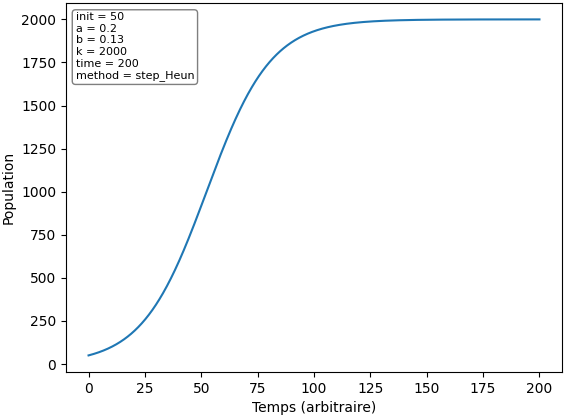 init = 50
a = 0.2
b = 0.13
k = 2000
time = 200
method = step_Heun
2000
1750
1500
1250
1000
750
500
250
0
Population
0 25 50 75 100 125 150 175 200
Temps (arbitraire)